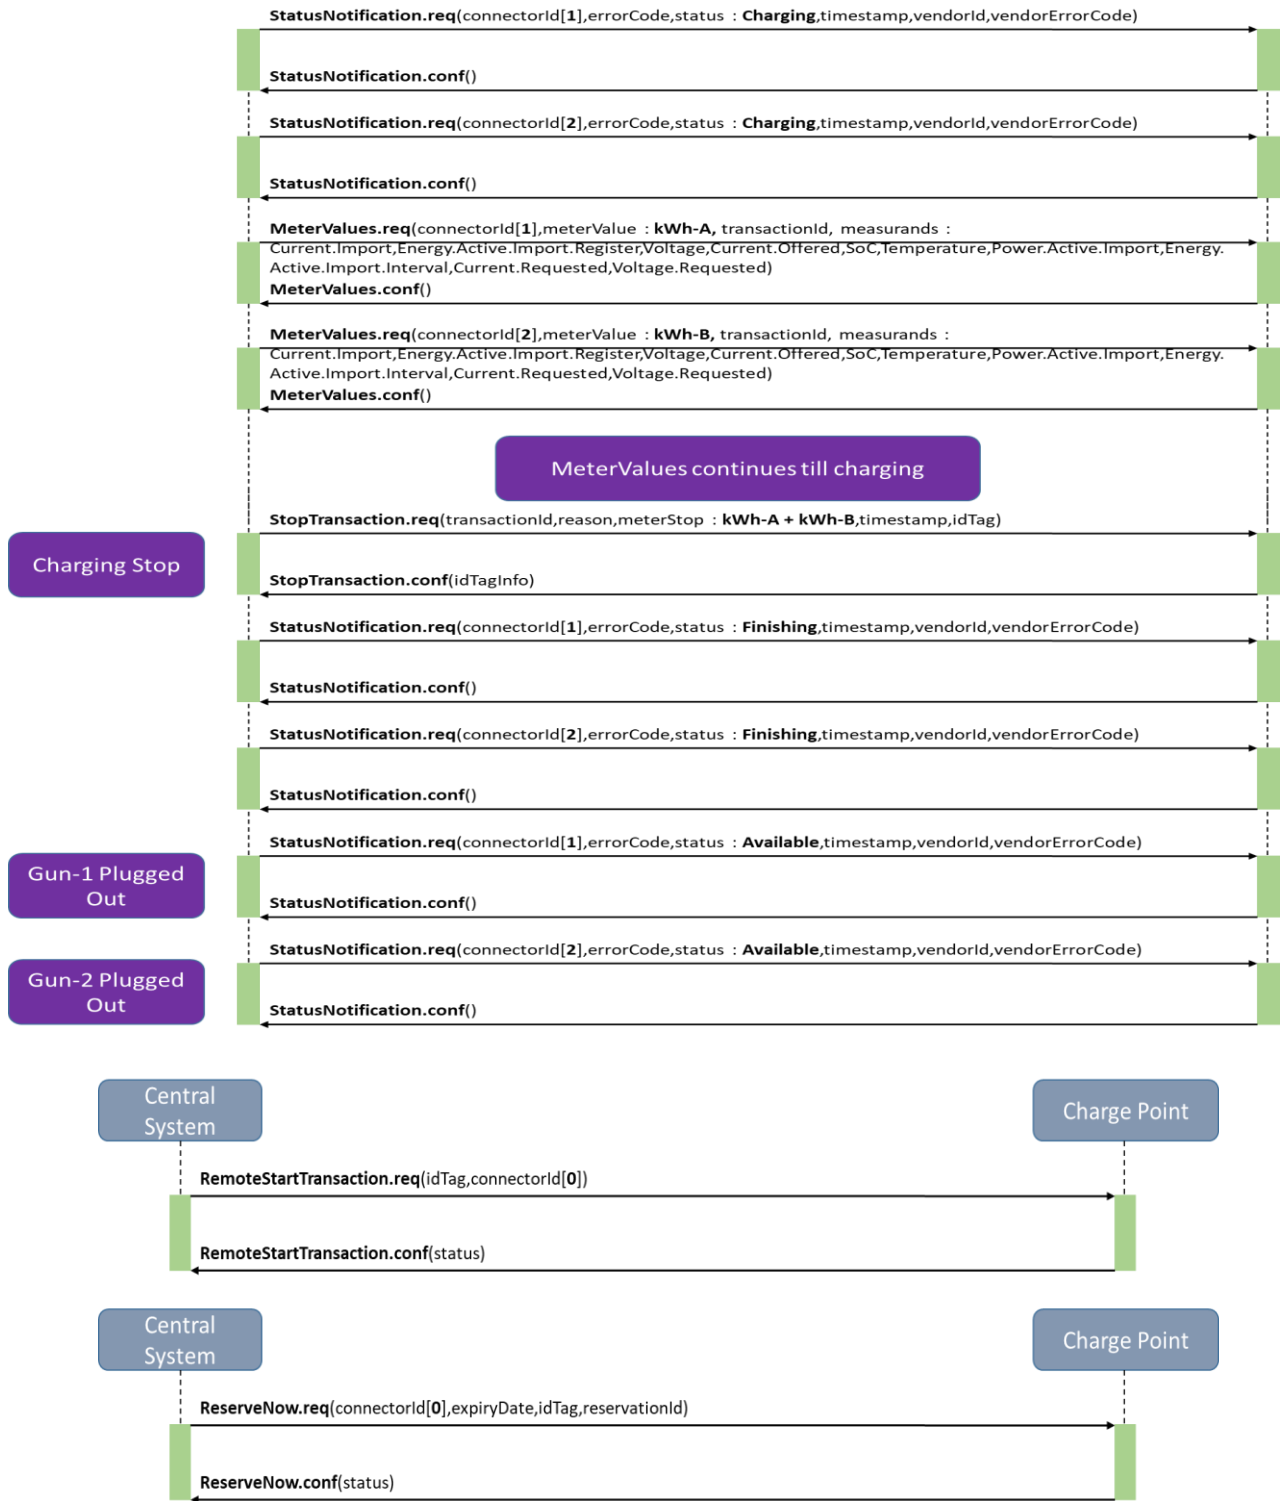 StatusNotification.req(connectorId[1],errorCode,status : Charging,timestamp,vendorId,vendorErrorCode)
StatusNotification.conf()
StatusNotification.req(connectorId[2],errorCode,status : Charging,timestamp,vendorId,vendorErrorCode)
StatusNotification.conf()
MeterValues.req(connectorId[1],meterValue : kWh-A, transactionId, measurands :
Current.Import,Energy.Active.Import.Register,Voltage,Current.Offered,SoC,Temperature,Power.Active.Import,Energy.
Active.Import.Interval,Current.Requested,Voltage.Requested)
MeterValues.conf()
MeterValues.req(connectorId[2],meterValue : kWh-B, transactionId, measurands :
Current.Import,Energy.Active.Import.Register,Voltage,Current.Offered,SoC,Temperature,Power.Active.Import,Energy.
Active.Import.Interval,Current.Requested,Voltage.Requested)
MeterValues.conf()
MeterValues continues till charging
StopTransaction.req(transactionId,reason,meterStop : kWh-A + kWh-B,timestamp,idTag)
Charging Stop
StopTransaction.conf(idTagInfo)
StatusNotification.req(connectorId[1],errorCode,status : Finishing,timestamp,vendorId,vendorErrorCode)
StatusNotification.conf()
StatusNotification.req(connectorId[2],errorCode,status : Finishing,timestamp,vendorId,vendorErrorCode)
StatusNotification.conf()
StatusNotification.req(connectorId[1],errorCode,status : Available,timestamp,vendorId,vendorErrorCode)
Gun-1 Plugged
Out
StatusNotification.conf()
StatusNotification.req(connectorId[2],errorCode,status : Available,timestamp,vendorId,vendorErrorCode)
Gun-2 Plugged
Out
StatusNotification.conf()
Central
System
Charge Point
RemoteStartTransaction.req(idTag,connectorId[0])
RemoteStartTransaction.conf(status)
Central
System
Charge Point
ReserveNow.req(connectorId[0],expiryDate,idTag,reservationId)
ReserveNow.conf(status)